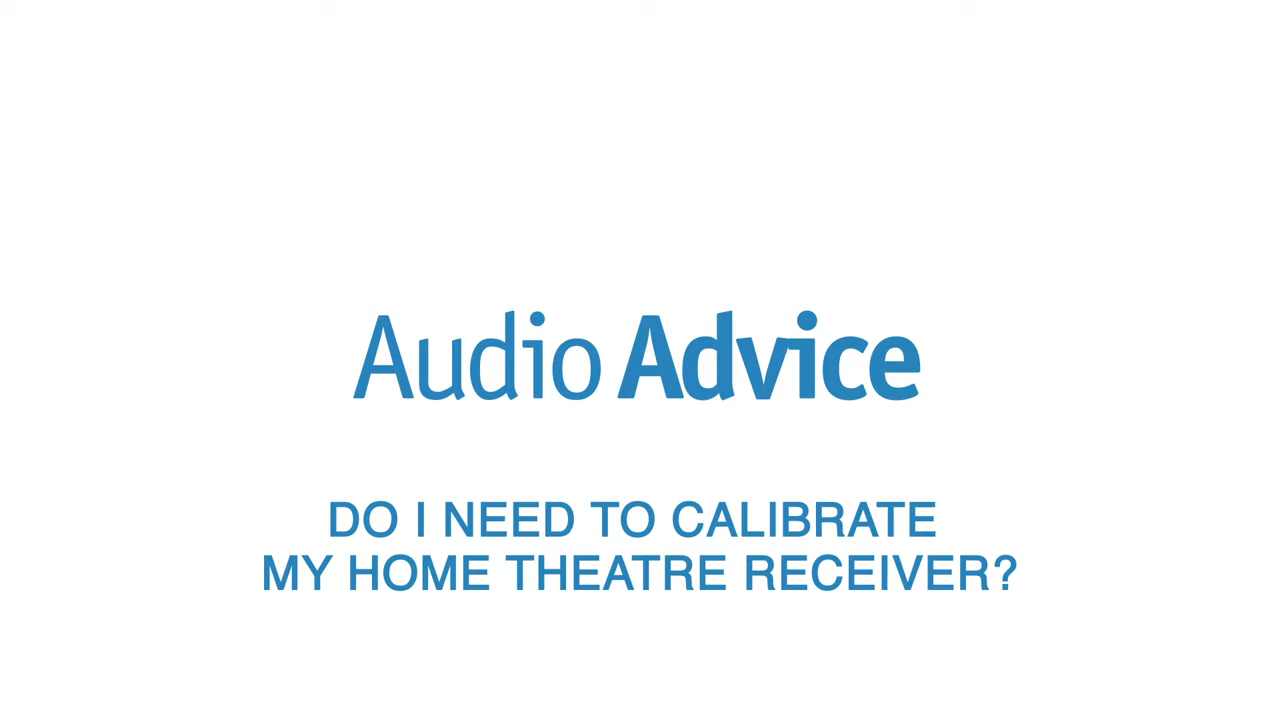 Audio Advice
DO I NEED TO CALIBRATE
MY HOME THEATRE RECEIVER?